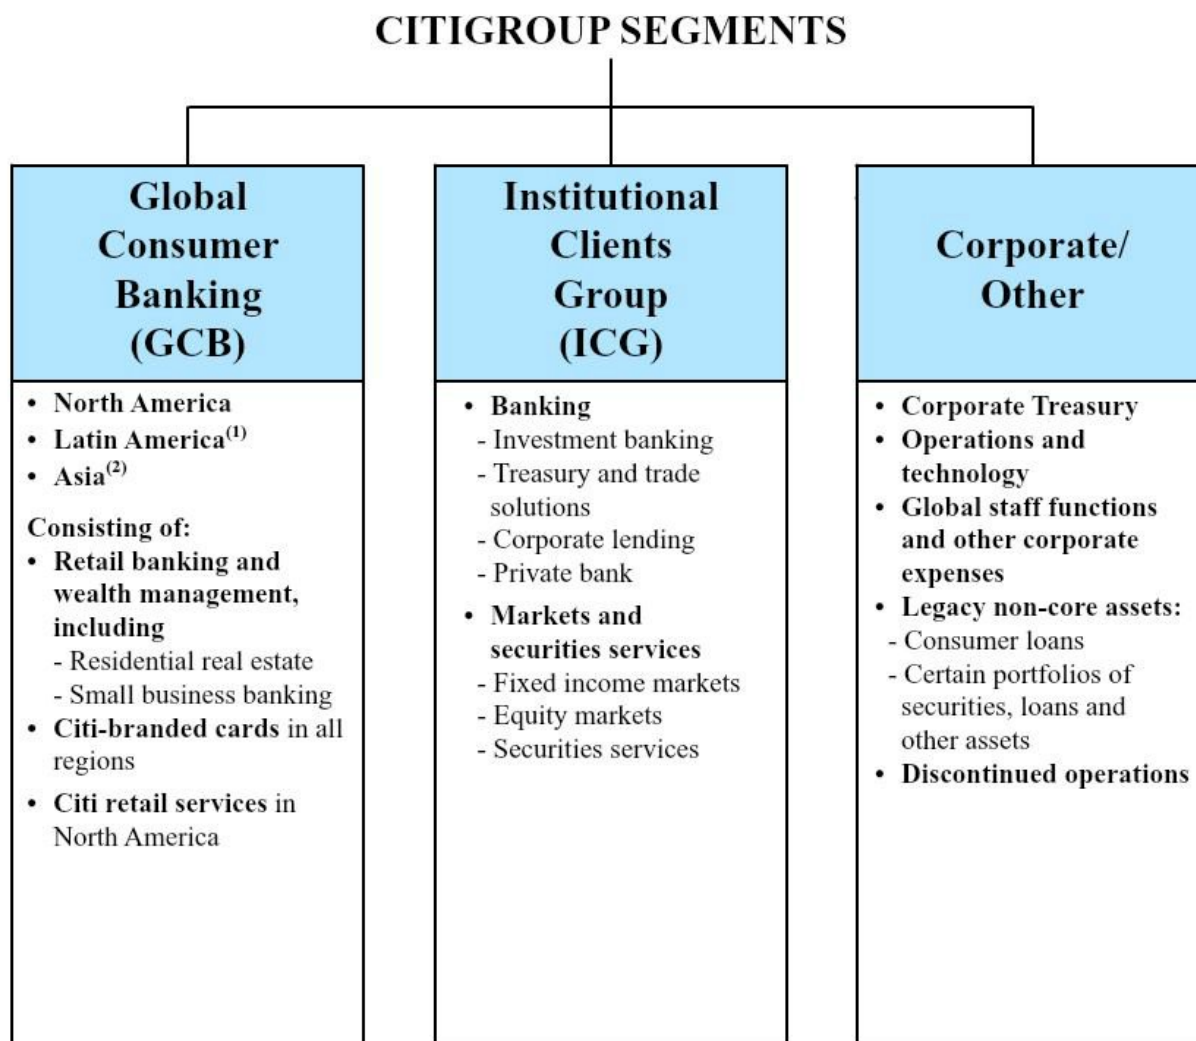 CITIGROUP SEGMENTS
Global
Consumer
Banking
(GCB)
• North America
• Latin America(1)
• Asia(2)
Consisting of:
• Retail banking and
wealth management,
including
- Residential real estate
- Small business banking
• Citi-branded cards in all
regions
• Citi retail services in
North America
Institutional
Clients
Group
(ICG)
• Banking
- Investment banking
- Treasury and trade
solutions
- Corporate lending
- Private bank
• Markets and
securities services
- Fixed income markets
- Equity markets
- Securities services
Corporate/
Other
• Corporate Treasury
• Operations and
technology
• Global staff functions
and other corporate
expenses
• Legacy non-core assets:
- Consumer loans
- Certain portfolios of
securities, loans and
other assets
• Discontinued operations